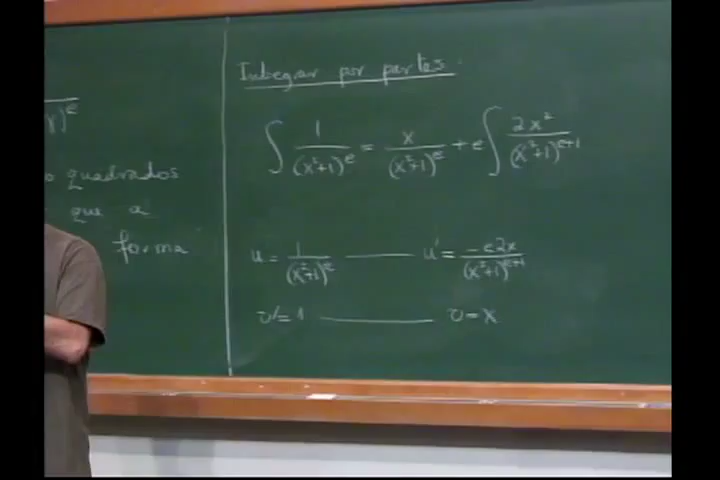 γ)^e
o quadrados
que a
forma
Integrar por partes.
∫ 1/(x²+1)^e = x/(x²+1)^e + e ∫ 2x²/(x²+1)^{e+1}
u = 1/(x²+1)^e —— u' = -e2x/(x²+1)^{e+1}
v' = 1 —— v = x